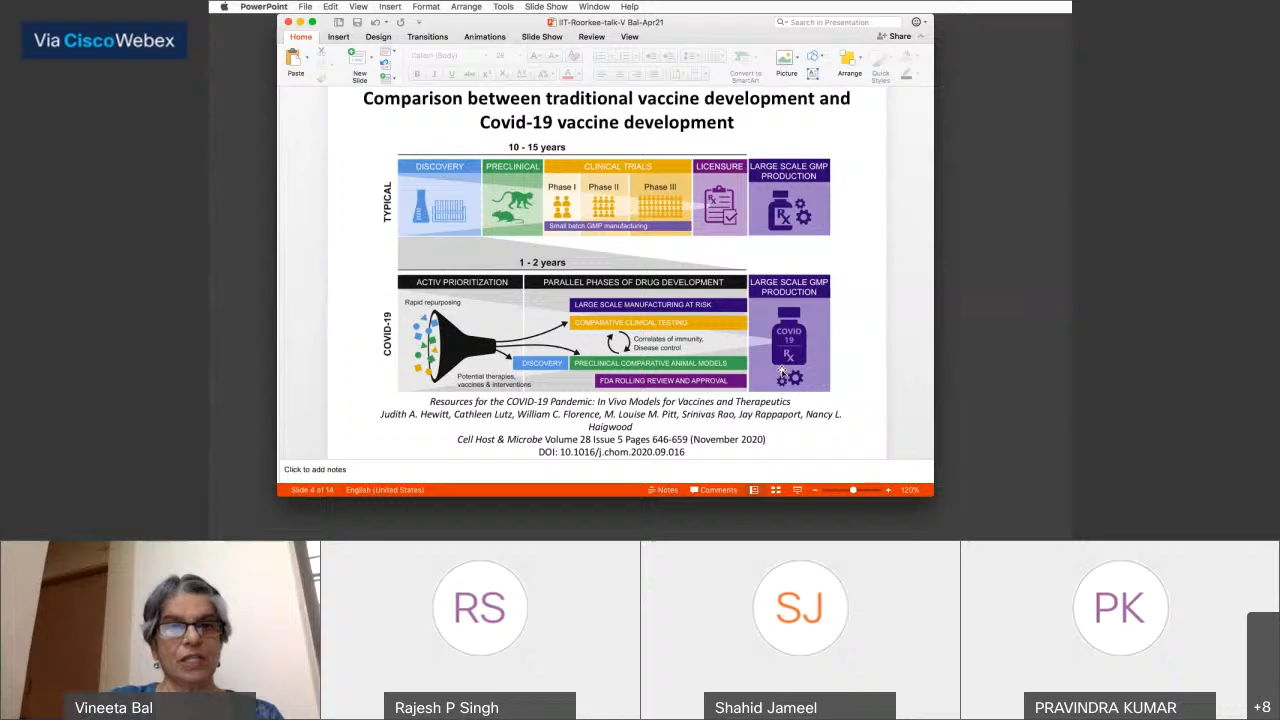 PowerPoint File Edit View Insert Format Arrange Tools Slide Show Window Help
Via CiscoWebex
IIT-Roorkee-talk-V Bal-Apr21
Search in Presentation
Home Insert Design Transitions Animations Slide Show Review View
Share
Paste
New
Slide
Calibri (Body)
28
Convert to
SmartArt
Picture
Arrange
Quick
Styles
Comparison between traditional vaccine development and
Covid-19 vaccine development
10 - 15 years
TYPICAL
DISCOVERY
PRECLINICAL
CLINICAL TRIALS
LICENSURE
LARGE SCALE GMP
PRODUCTION
Phase I
Phase II
Phase III
Rx
Rx
Small batch GMP manufacturing
1 - 2 years
COVID-19
ACTIV PRIORITIZATION
PARALLEL PHASES OF DRUG DEVELOPMENT
LARGE SCALE GMP
PRODUCTION
Rapid repurposing
LARGE SCALE MANUFACTURING AT RISK
COMPARATIVE CLINICAL TESTING
Correlates of immunity,
Disease control
COVID
19
Rx
DISCOVERY
PRECLINICAL COMPARATIVE ANIMAL MODELS
Potential therapies,
vaccines & interventions
FDA ROLLING REVIEW AND APPROVAL
Resources for the COVID-19 Pandemic: In Vivo Models for Vaccines and Therapeutics
Judith A. Hewitt, Cathleen Lutz, William C. Florence, M. Louise M. Pitt, Srinivas Rao, Jay Rappaport, Nancy L.
Haigwood
Cell Host & Microbe Volume 28 Issue 5 Pages 646-659 (November 2020)
DOI: 10.1016/j.chom.2020.09.016
Click to add notes
Slide 4 of 14
English (United States)
Notes
Comments
120%
RS
SJ
PK
Vineeta Bal
Rajesh P Singh
Shahid Jameel
PRAVINDRA KUMAR
+8